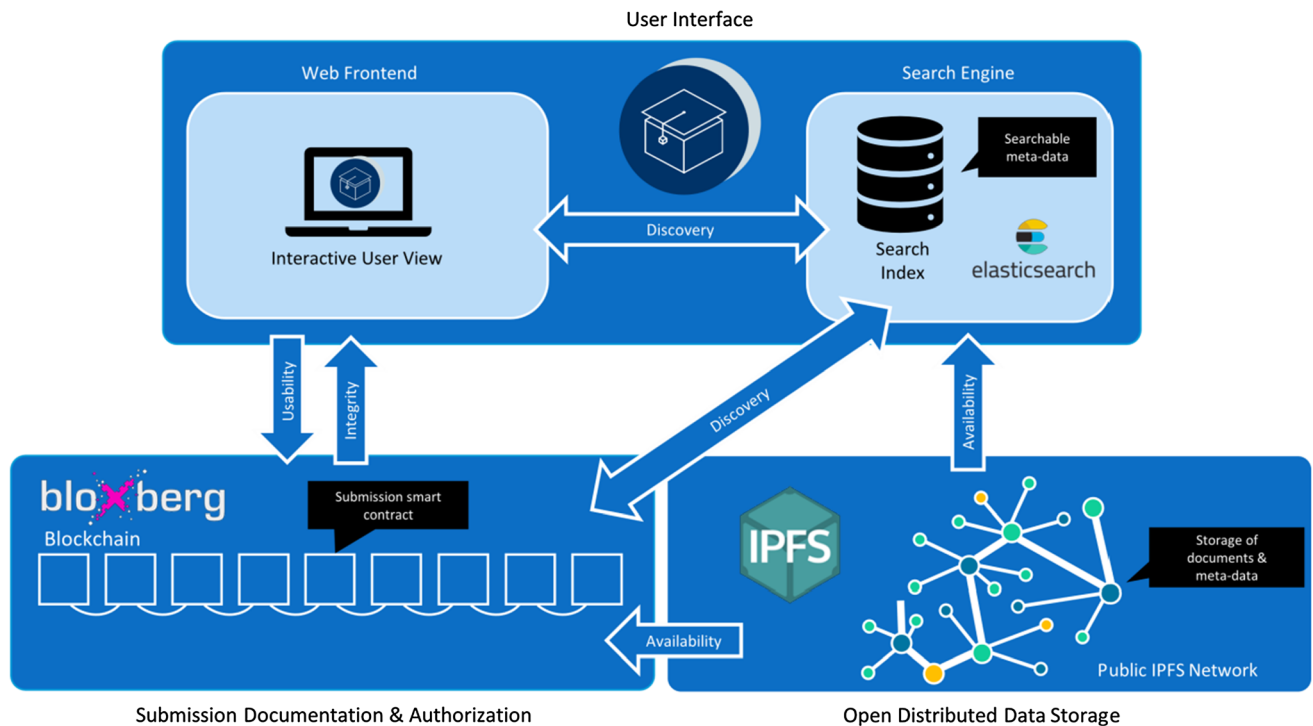 User Interface
Web Frontend
Search Engine
Searchable
meta-data
Discovery
Interactive User View
Search
Index
elasticsearch
Usability
Integrity
Discovery
Availability
bloxberg
Blockchain
Submission smart
contract
IPFS
Storage of
documents &
meta-data
Availability
Public IPFS Network
Submission Documentation & Authorization
Open Distributed Data Storage